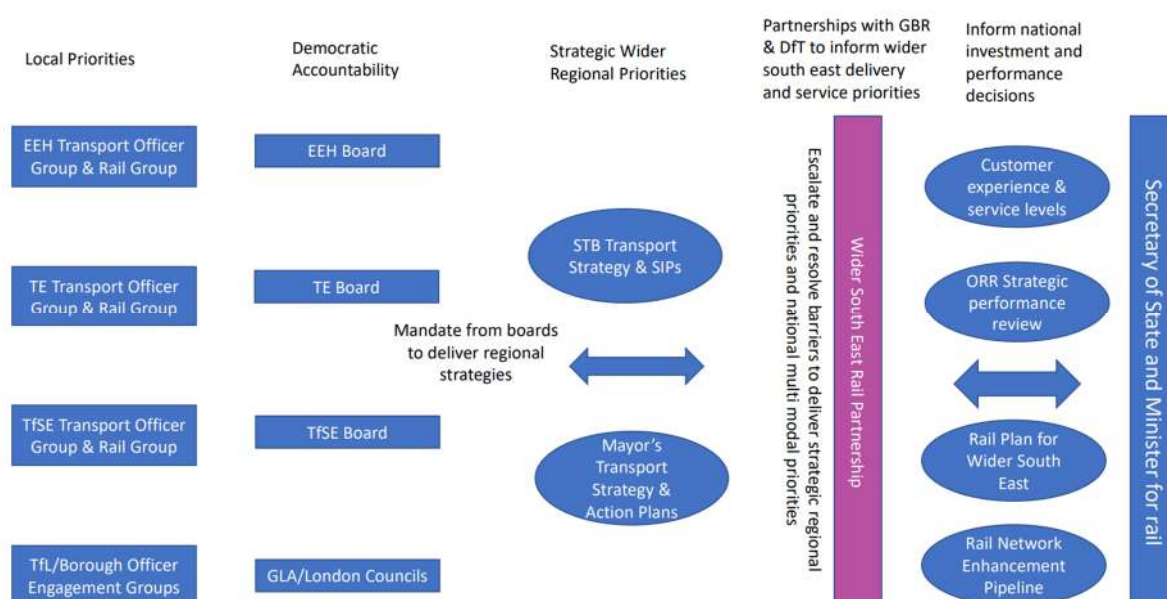 Local Priorities
Democratic
Accountability
Strategic Wider
Regional Priorities
Partnerships with GBR
& DfT to inform wider
south east delivery
and service priorities
Inform national
investment and
performance
decisions
EEH Transport Officer
Group & Rail Group
TE Transport Officer
Group & Rail Group
TfSE Transport Officer
Group & Rail Group
TfL/Borough Officer
Engagement Groups
EEH Board
TE Board
TfSE Board
GLA/London Councils
Mandate from boards
to deliver regional
strategies
STB Transport
Strategy & SIPs
Mayor's
Transport
Strategy &
Action Plans
Escalate and resolve barriers to deliver strategic regional
priorities and national multi modal priorities
Wider South East Rail Partnership
Customer
experience &
service levels
ORR Strategic
performance
review
Rail Plan for
Wider South
East
Rail Network
Enhancement
Pipeline
Secretary of State and Minister for rail